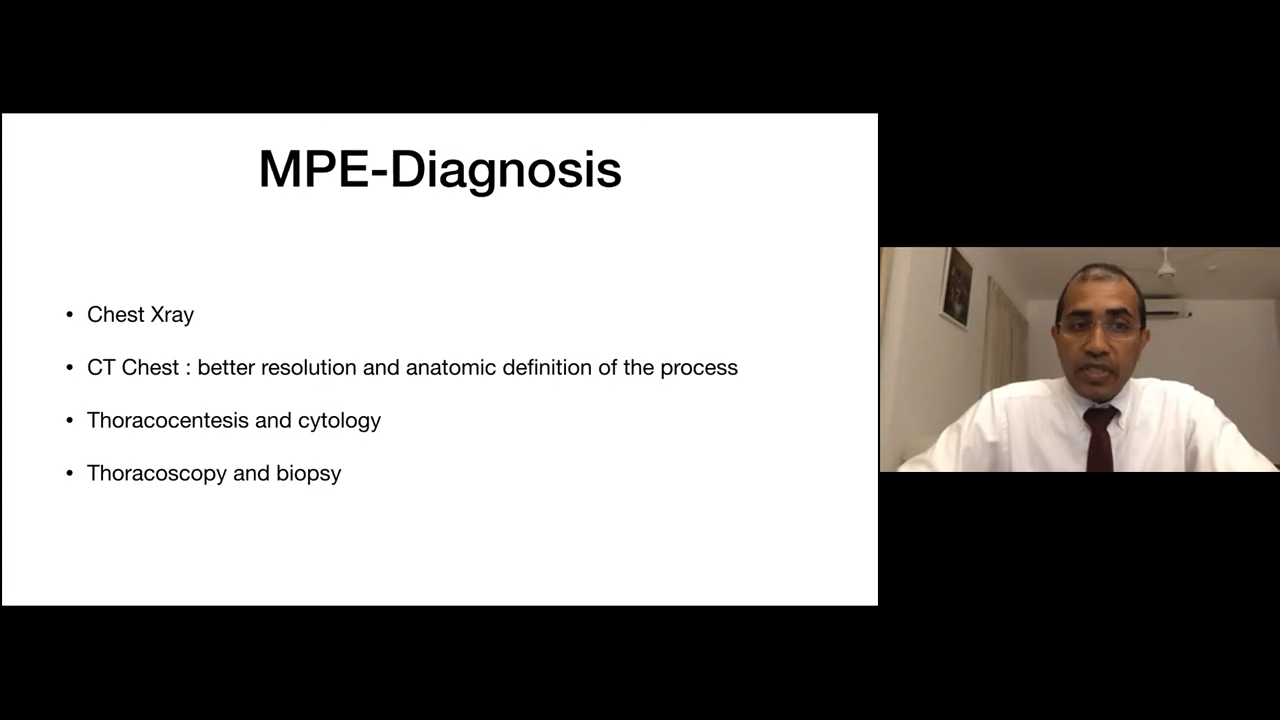 MPE-Diagnosis
• Chest Xray
• CT Chest : better resolution and anatomic definition of the process
• Thoracocentesis and cytology
• Thoracoscopy and biopsy